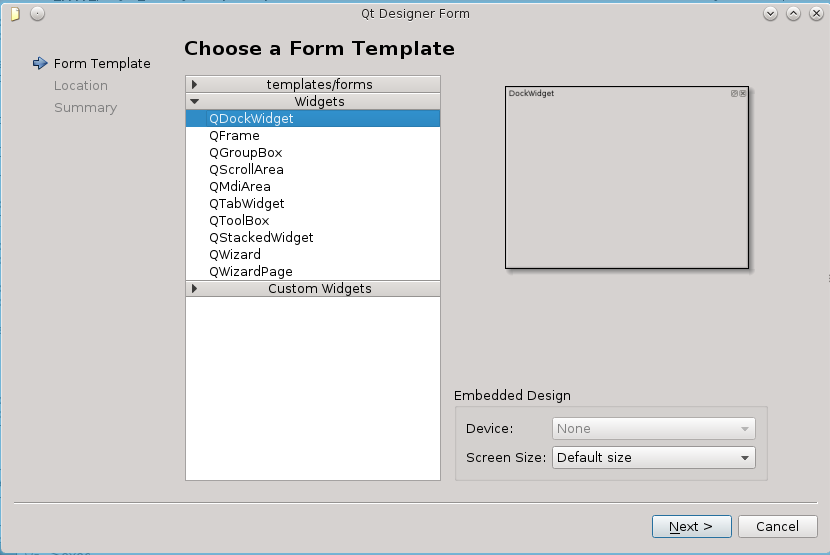 Qt Designer Form
Choose a Form Template
Form Template
Location
Summary
templates/forms
Widgets
QDockWidget
QFrame
QGroupBox
QScrollArea
QMdiArea
QTabWidget
QToolBox
QStackedWidget
QWizard
QWizardPage
Custom Widgets
DockWidget
Embedded Design
Device: None
Screen Size: Default size
Next > Cancel